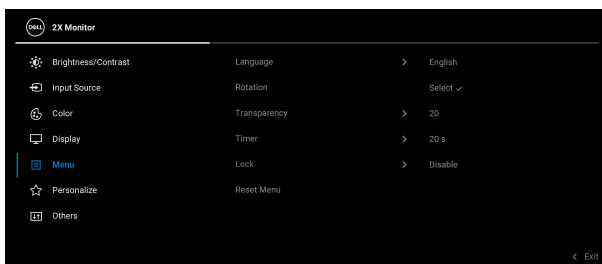 DELL 2X Monitor
Brightness/Contrast Language > English
Input Source Rotation Select ✓
Color Transparency > 20
Display Timer > 20 s
Menu Lock > Disable
Personalize Reset Menu
Others
< Exit